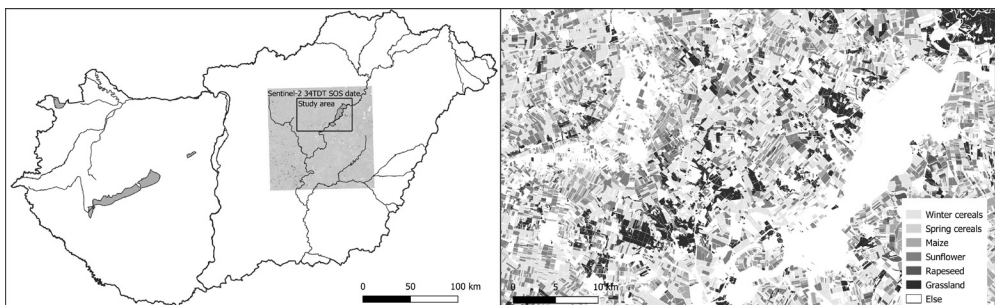 Sentinel-2 34TDT SOS date
Study area
0 50 100 km
Winter cereals
Spring cereals
Maize
Sunflower
Rapeseed
Grassland
Else
0 5 10 km